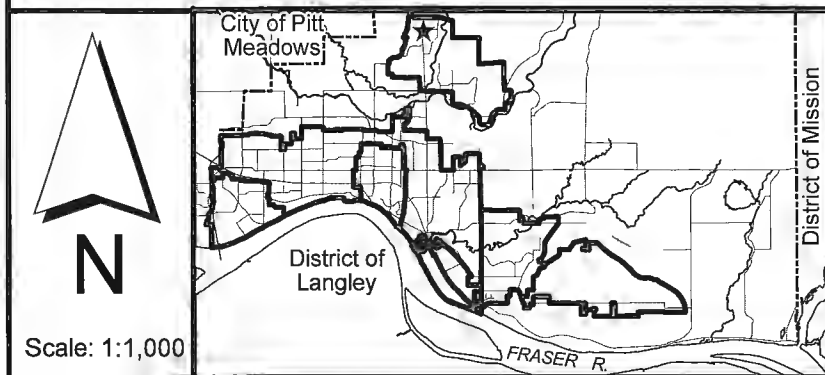 N
Scale: 1:1,000
City of Pitt
Meadows
District of
Langley
FRASER R.
District of Mission